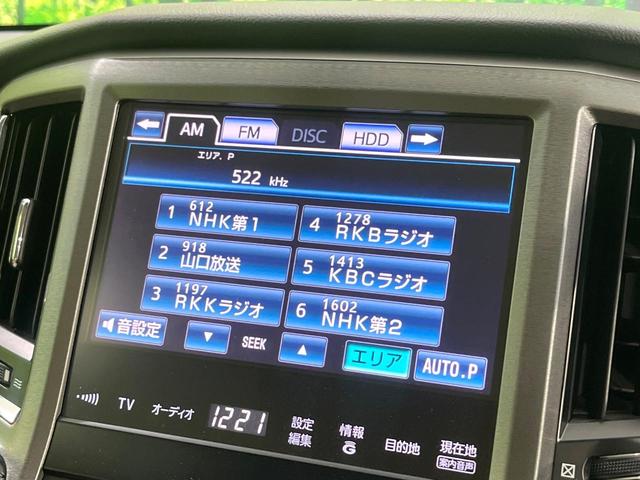 AM
FM
DISC
HDD
エリア. P
522 kHz
1 612 NHK第1
4 1278 RKBラジオ
2 918 山口放送
5 1413 KBCラジオ
3 1197 RKKラジオ
6 1602 NHK第2
音設定
SEEK
エリア
AUTO.P
TV
オーディオ
1221
設定
編集
情報
G
目的地
現在地
案内音声